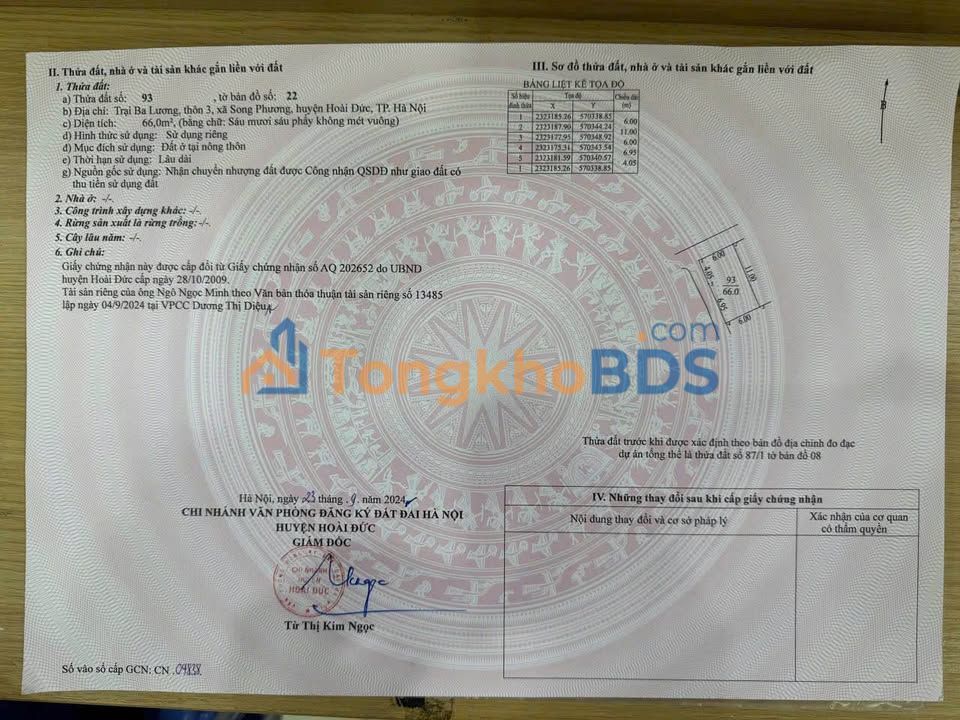 II. Thửa đất, nhà ở và tài sản khác gắn liền với đất
1. Thửa đất:
a) Thửa đất số: 93 , tờ bản đồ số: 22
b) Địa chỉ: Trại Ba Lương, thôn 3, xã Song Phương, huyện Hoài Đức, TP. Hà Nội
c) Diện tích: 66,0m², (bằng chữ: Sáu mươi sáu phẩy không mét vuông)
d) Hình thức sử dụng: Sử dụng riêng
đ) Mục đích sử dụng: Đất ở tại nông thôn
e) Thời hạn sử dụng: Lâu dài
g) Nguồn gốc sử dụng: Nhận chuyển nhượng đất được Công nhận QSDĐ như giao đất có
thu tiền sử dụng đất
2. Nhà ở: -/-.
3. Công trình xây dựng khác: -/-.
4. Rừng sản xuất là rừng trồng: -/-.
5. Cây lâu năm: -/-.
6. Ghi chú:
Giấy chứng nhận này được cấp đổi từ Giấy chứng nhận số AQ 202652 do UBND
huyện Hoài Đức cấp ngày 28/10/2009.
Tài sản riêng của ông Ngô Ngọc Minh theo Văn bản thỏa thuận tài sản riêng số 13485
lập ngày 04/9/2024 tại VPCC Dương Thị Diệu
Hà Nội, ngày 23 tháng 9 năm 2024
CHI NHÁNH VĂN PHÒNG ĐĂNG KÝ ĐẤT ĐAI HÀ NỘI
HUYỆN HOÀI ĐỨC
GIÁM ĐỐC
CHI NHÁNH
HUYỆN
HOÀI ĐỨC
Từ Thị Kim Ngọc
Số vào sổ cấp GCN: CN 04838
III. Sơ đồ thửa đất, nhà ở và tài sản khác gắn liền với đất
BẢNG LIỆT KÊ TỌA ĐỘ
Số hiệu đỉnh thửa Tọa độ Chiều dài (m)
X Y
1 2323185.26 570338.85
6.00
2 2323187.90 570344.24
11.00
3 2323177.95 570348.92
6.00
4 2323175.31 570343.54
6.95
5 2323181.59 570340.57
4.05
1 2323185.26 570338.85
B
6.00
4.05
11.00
93
66.0
6.95
6.00
TongkhoBDS
.com
Thửa đất trước khi được xác định theo bản đồ địa chính đo đạc
dự án tổng thể là thửa đất số 87/1 tờ bản đồ 08
IV. Những thay đổi sau khi cấp giấy chứng nhận
Nội dung thay đổi và cơ sở pháp lý
Xác nhận của cơ quan
có thẩm quyền